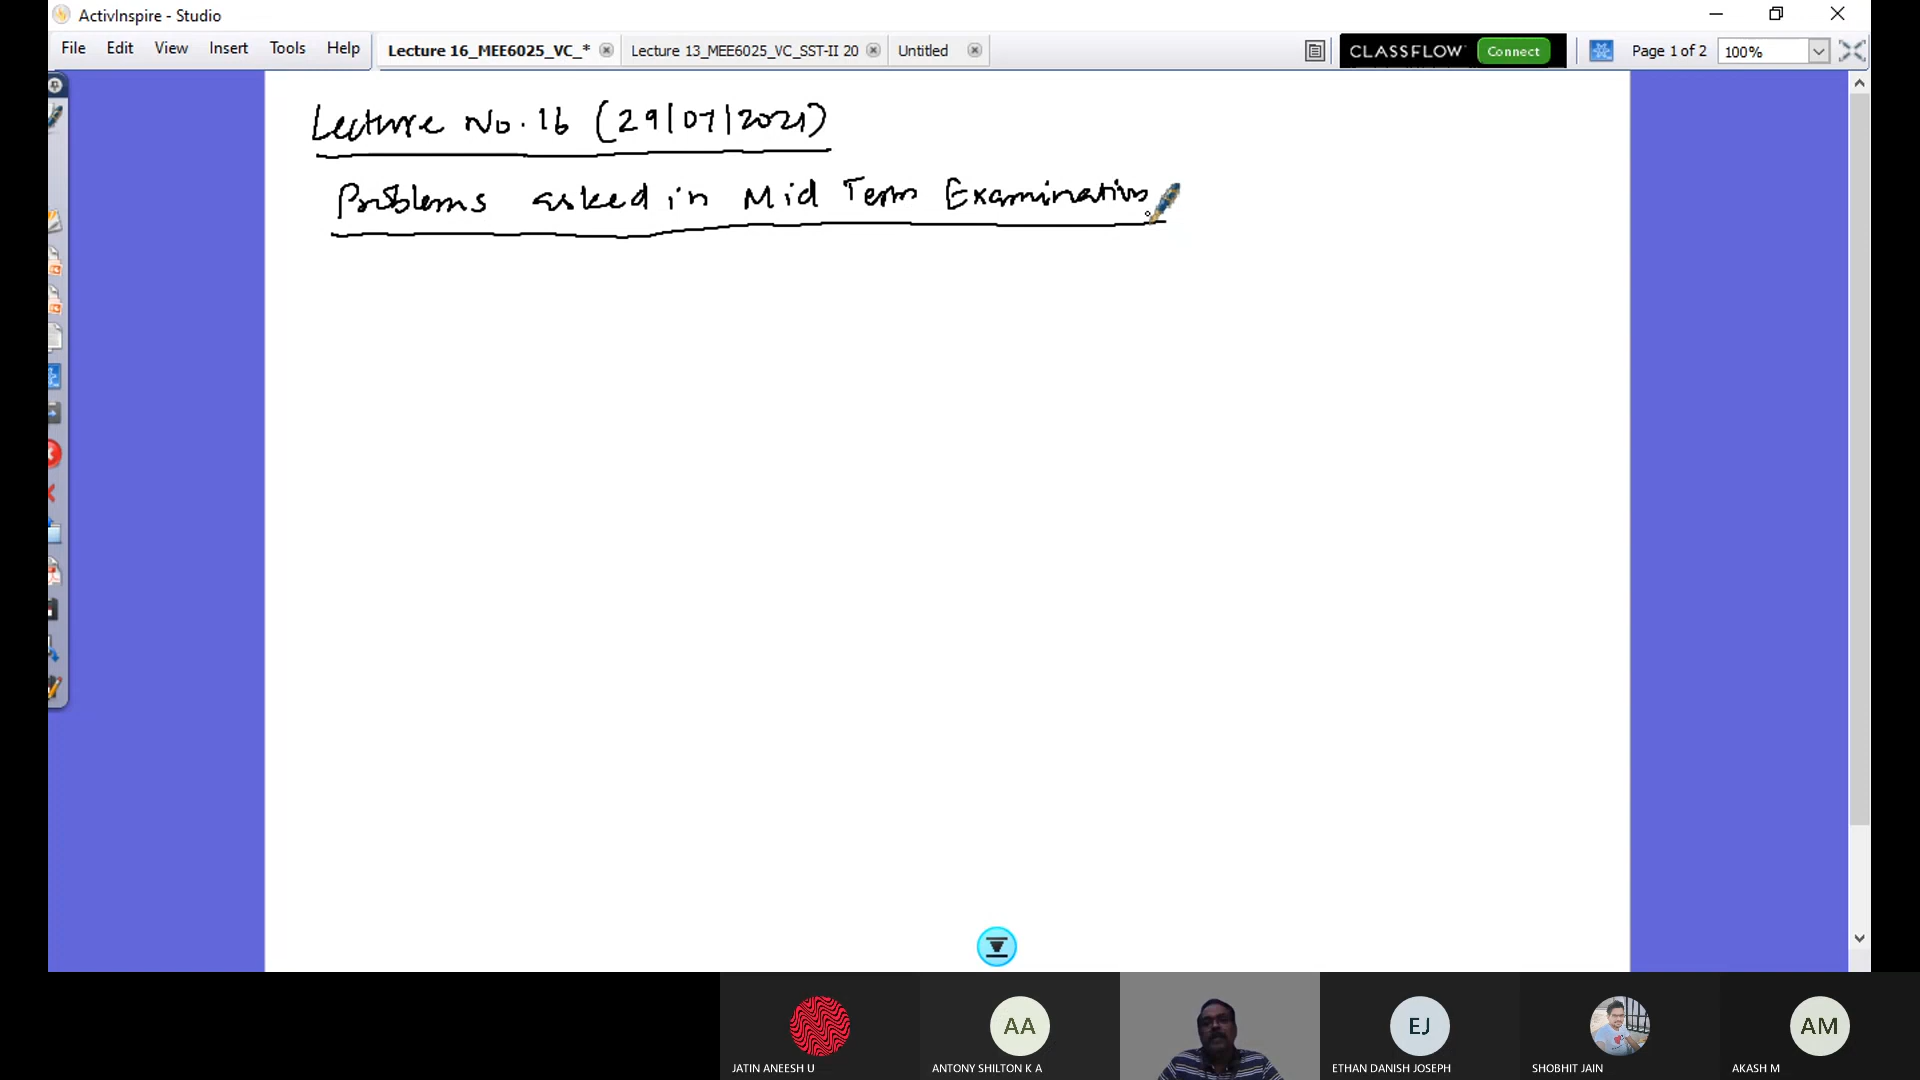 ActivInspire - Studio
File Edit View Insert Tools Help
Lecture 16_MEE6025_VC_ * Lecture 13_MEE6025_VC_SST-II 20 Untitled
CLASSFLOW Connect Page 1 of 2 100%
Lecture No. 16 (29/07/2021)
Problems asked in Mid Term Examination
JATIN ANEESH U
AA
ANTONY SHILTON K A
EJ
ETHAN DANISH JOSEPH
SHOBHIT JAIN
AM
AKASH M